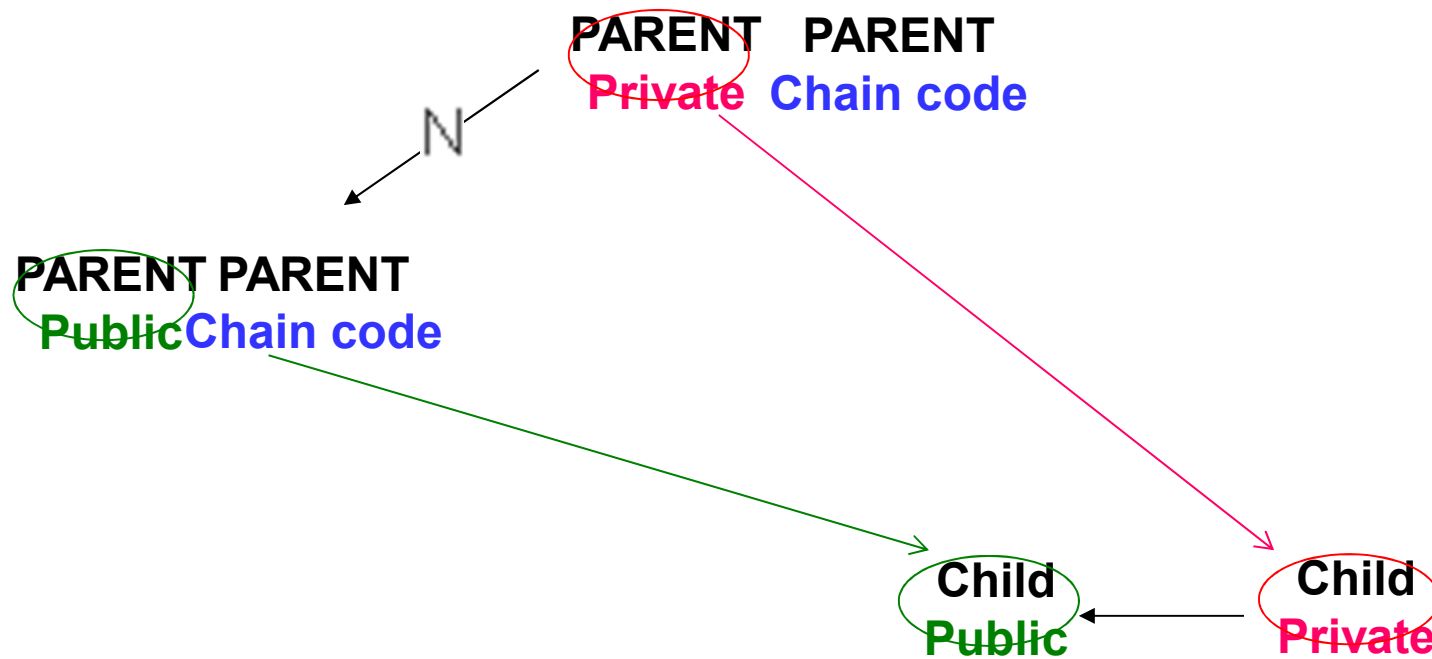 PARENT PARENT
Private Chain code
N
PARENT PARENT
Public Chain code
Child Child
Public Private